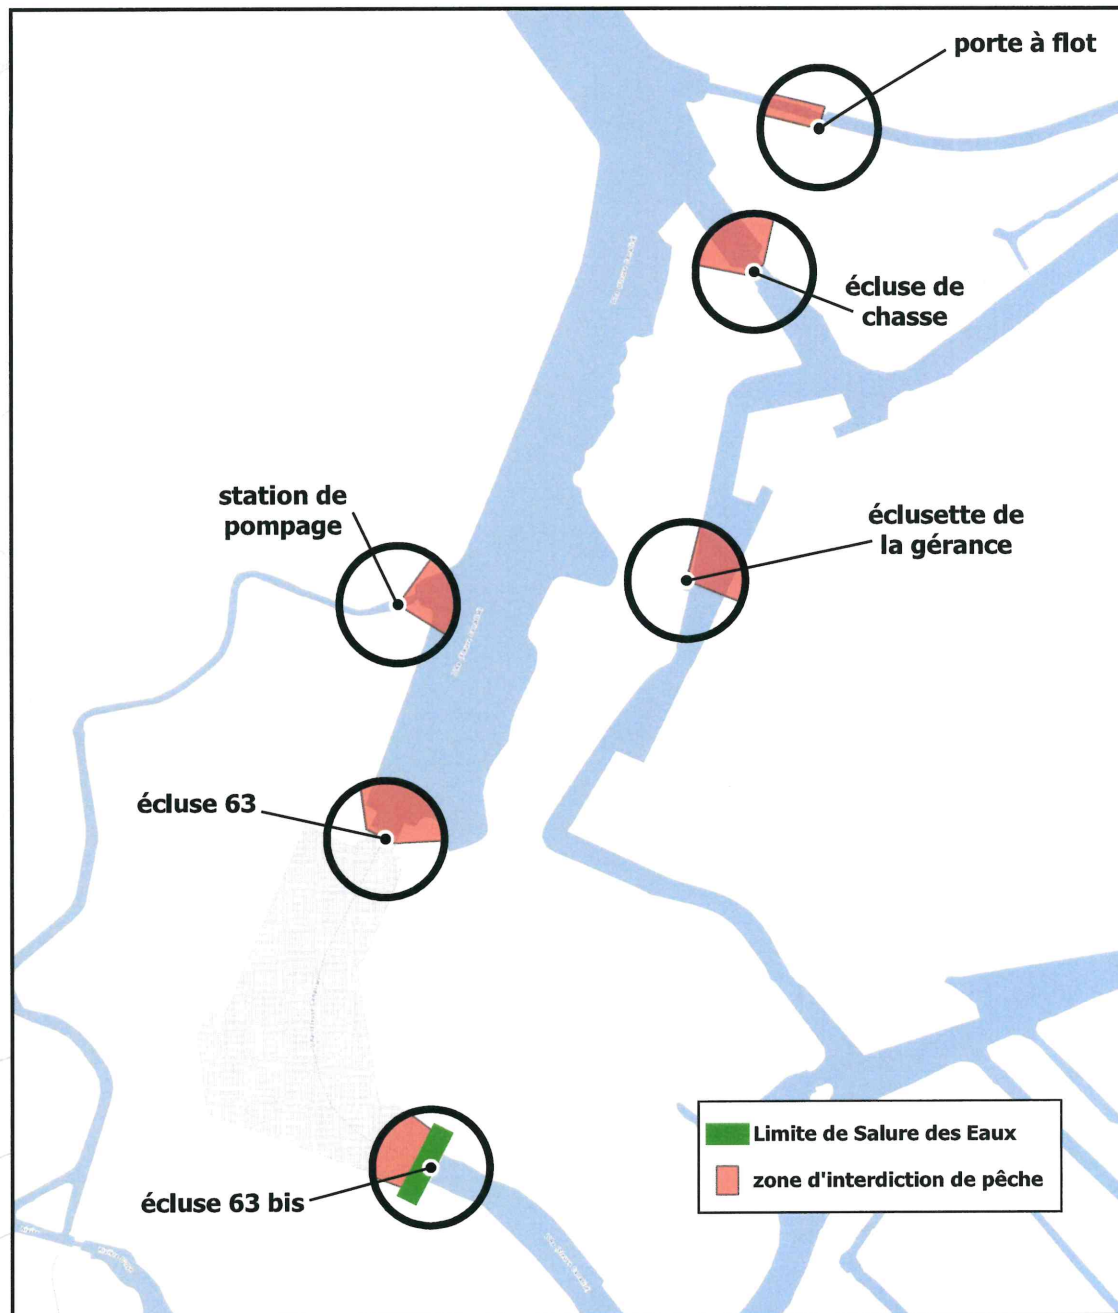 porte à flot
écluse de
chasse
station de
pompage
éclusette de
la gérance
écluse 63
écluse 63 bis
Limite de Salure des Eaux
zone d'interdiction de pêche